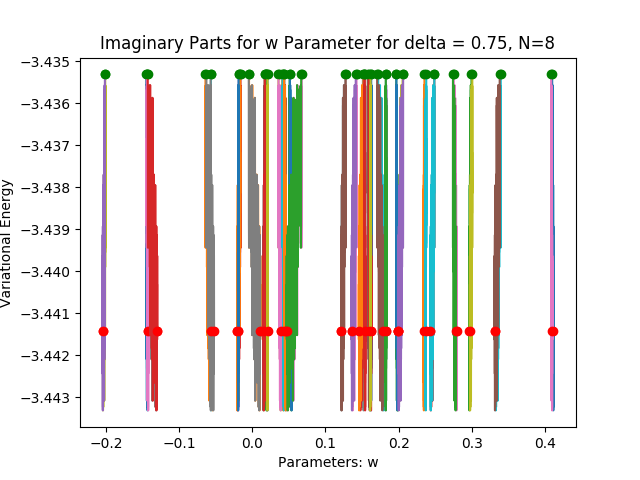 Imaginary Parts for w Parameter for delta = 0.75, N=8
Variational Energy
−3.435
−3.436
−3.437
−3.438
−3.439
−3.440
−3.441
−3.442
−3.443
−0.2 −0.1 0.0 0.1 0.2 0.3 0.4
Parameters: w